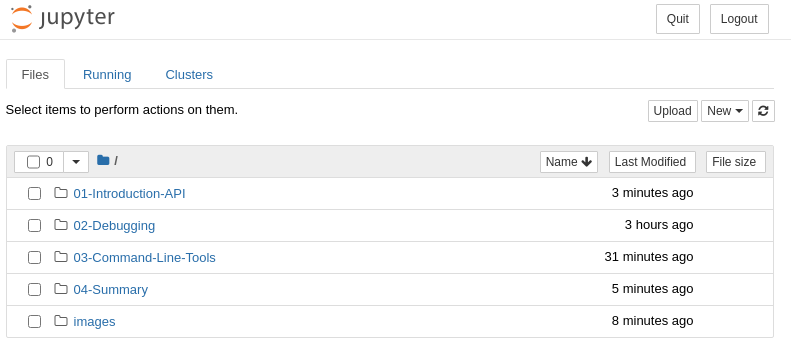 jupyter Quit Logout
Files Running Clusters
Select items to perform actions on them. Upload New
0 / Name Last Modified File size
01-Introduction-API 3 minutes ago
02-Debugging 3 hours ago
03-Command-Line-Tools 31 minutes ago
04-Summary 5 minutes ago
images 8 minutes ago